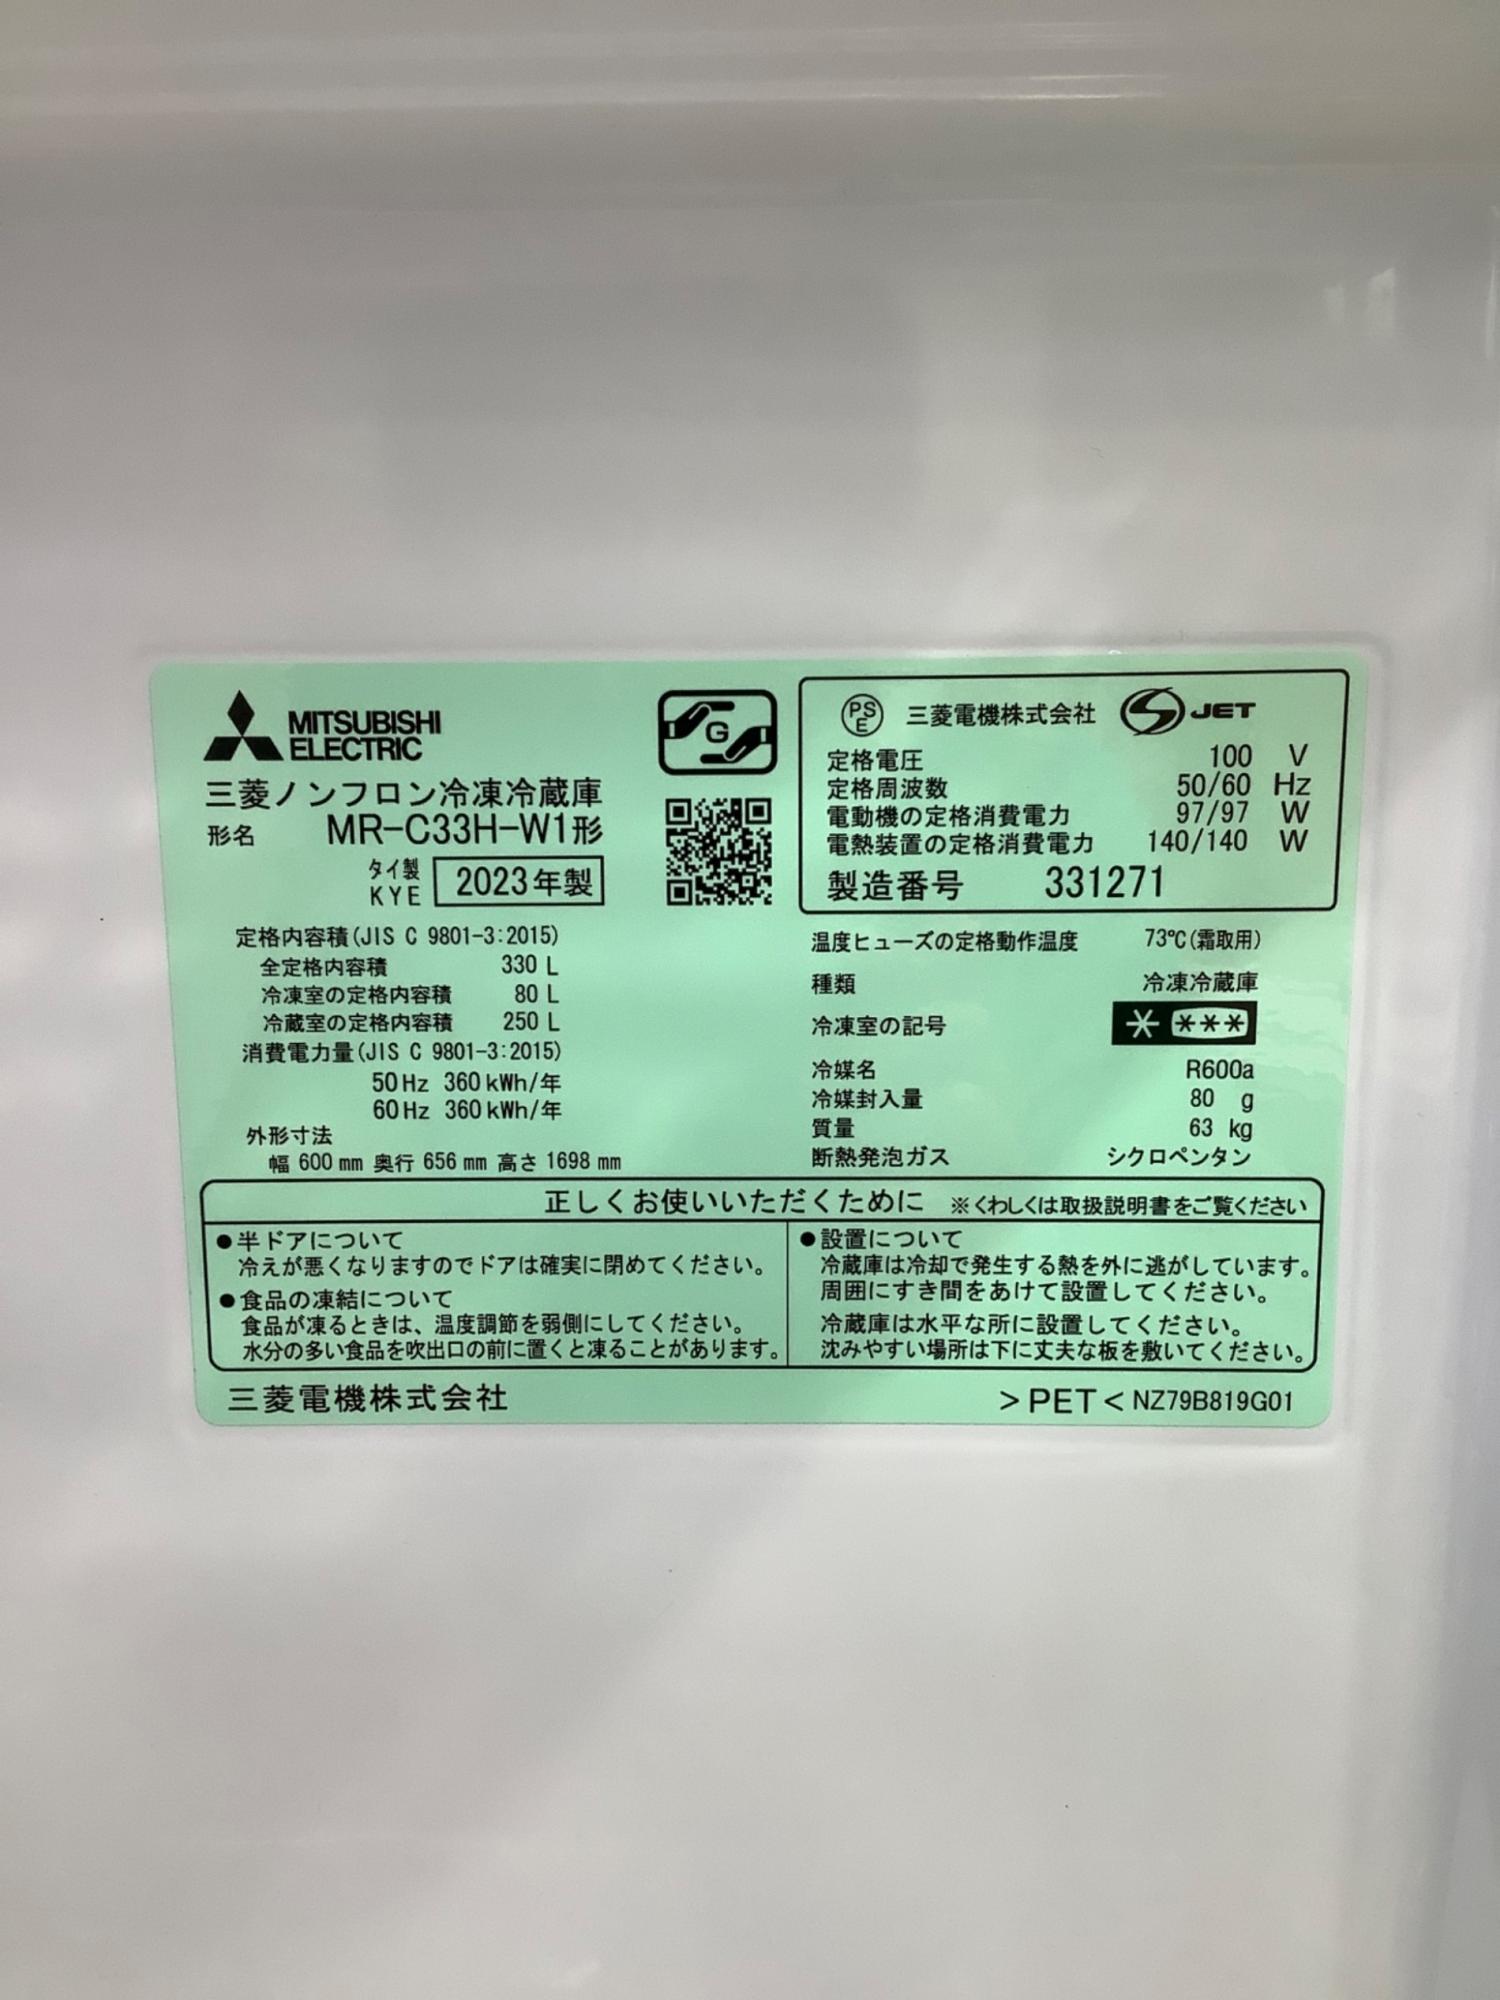 MITSUBISHI
ELECTRIC
三菱ノンフロン冷凍冷蔵庫
形名 MR-C33H-W1形
タイ製
KYE 2023年製
定格内容積(JIS C 9801-3:2015)
全定格内容積 330 L
冷凍室の定格内容積 80 L
冷蔵室の定格内容積 250 L
消費電力量(JIS C 9801-3:2015)
50Hz 360kWh/年
60Hz 360kWh/年
外形寸法
幅 600 mm 奥行 656 mm 高さ 1698 mm
G
PS
E 三菱電機株式会社 JET
定格電圧 100 V
定格周波数 50/60 Hz
電動機の定格消費電力 97/97 W
電熱装置の定格消費電力 140/140 W
製造番号 331271
温度ヒューズの定格動作温度 73℃(霜取用)
種類 冷凍冷蔵庫
冷凍室の記号 * ***
冷媒名 R600a
冷媒封入量 80 g
質量 63 kg
断熱発泡ガス シクロペンタン
正しくお使いいただくために ※くわしくは取扱説明書をご覧ください
●半ドアについて
冷えが悪くなりますのでドアは確実に閉めてください。
●食品の凍結について
食品が凍るときは、温度調節を弱側にしてください。
水分の多い食品を吹出口の前に置くと凍ることがあります。
●設置について
冷蔵庫は冷却で発生する熱を外に逃がしています。
周囲にすき間をあけて設置してください。
冷蔵庫は水平な所に設置してください。
沈みやすい場所は下に丈夫な板を敷いてください。
三菱電機株式会社 >PET< NZ79B819G01